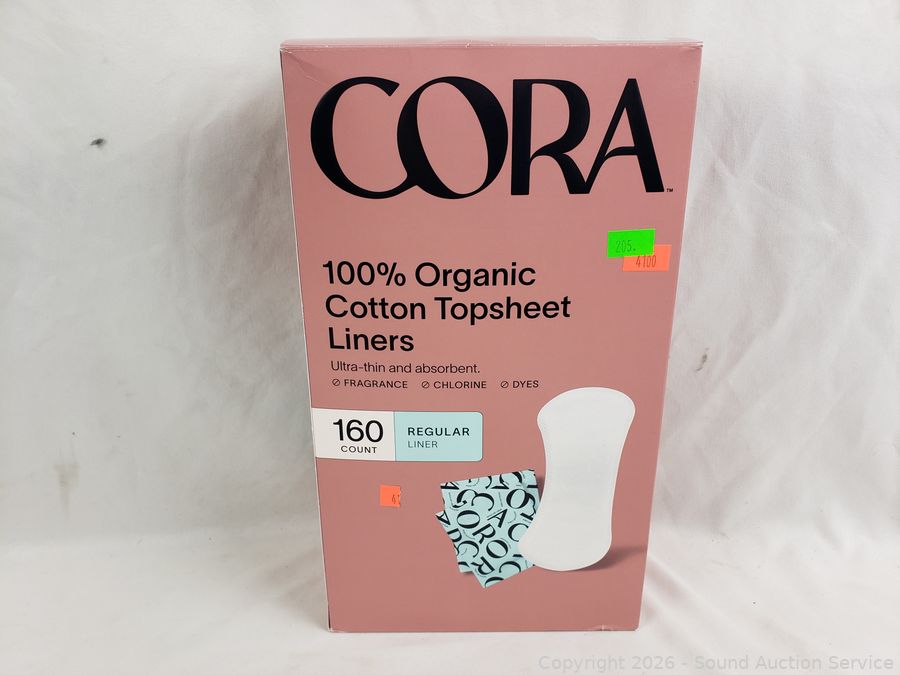 CORA™
205.
4100
100% Organic
Cotton Topsheet
Liners
Ultra-thin and absorbent.
⊘ FRAGRANCE ⊘ CHLORINE ⊘ DYES
160
COUNT
REGULAR
LINER
Copyright 2026 - Sound Auction Service